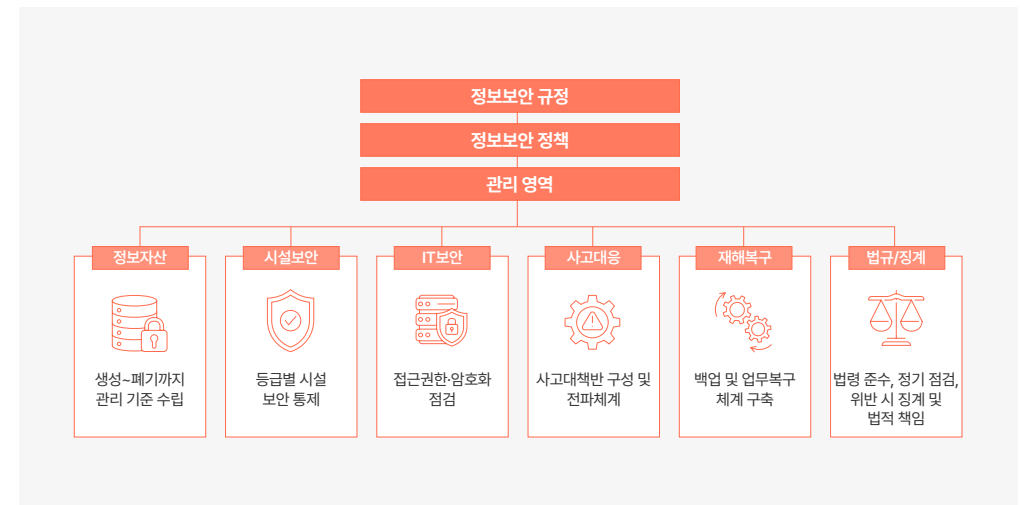 정보보안 규정
정보보안 정책
관리 영역
정보자산
생성~폐기까지
관리 기준 수립
시설보안
등급별 시설
보안 통제
IT보안
접근권한·암호화
점검
사고대응
사고대책반 구성 및
전파체계
재해복구
백업 및 업무복구
체계 구축
법규/징계
법령 준수, 정기 점검,
위반 시 징계 및
법적 책임